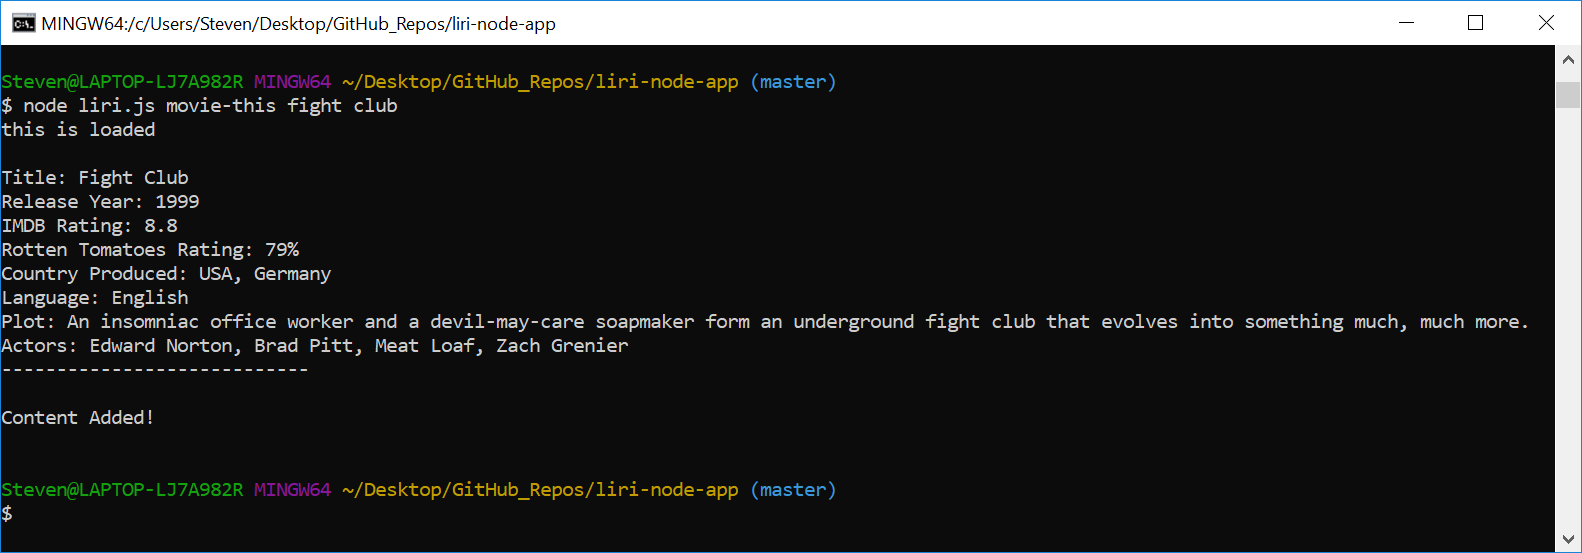 MINGW64:/c/Users/Steven/Desktop/GitHub_Repos/liri-node-app
Steven@LAPTOP-LJ7A982R MINGW64 ~/Desktop/GitHub_Repos/liri-node-app (master)
$ node liri.js movie-this fight club
this is loaded
Title: Fight Club
Release Year: 1999
IMDB Rating: 8.8
Rotten Tomatoes Rating: 79%
Country Produced: USA, Germany
Language: English
Plot: An insomniac office worker and a devil-may-care soapmaker form an underground fight club that evolves into something much, much more.
Actors: Edward Norton, Brad Pitt, Meat Loaf, Zach Grenier
----------------------------
Content Added!
Steven@LAPTOP-LJ7A982R MINGW64 ~/Desktop/GitHub_Repos/liri-node-app (master)
$